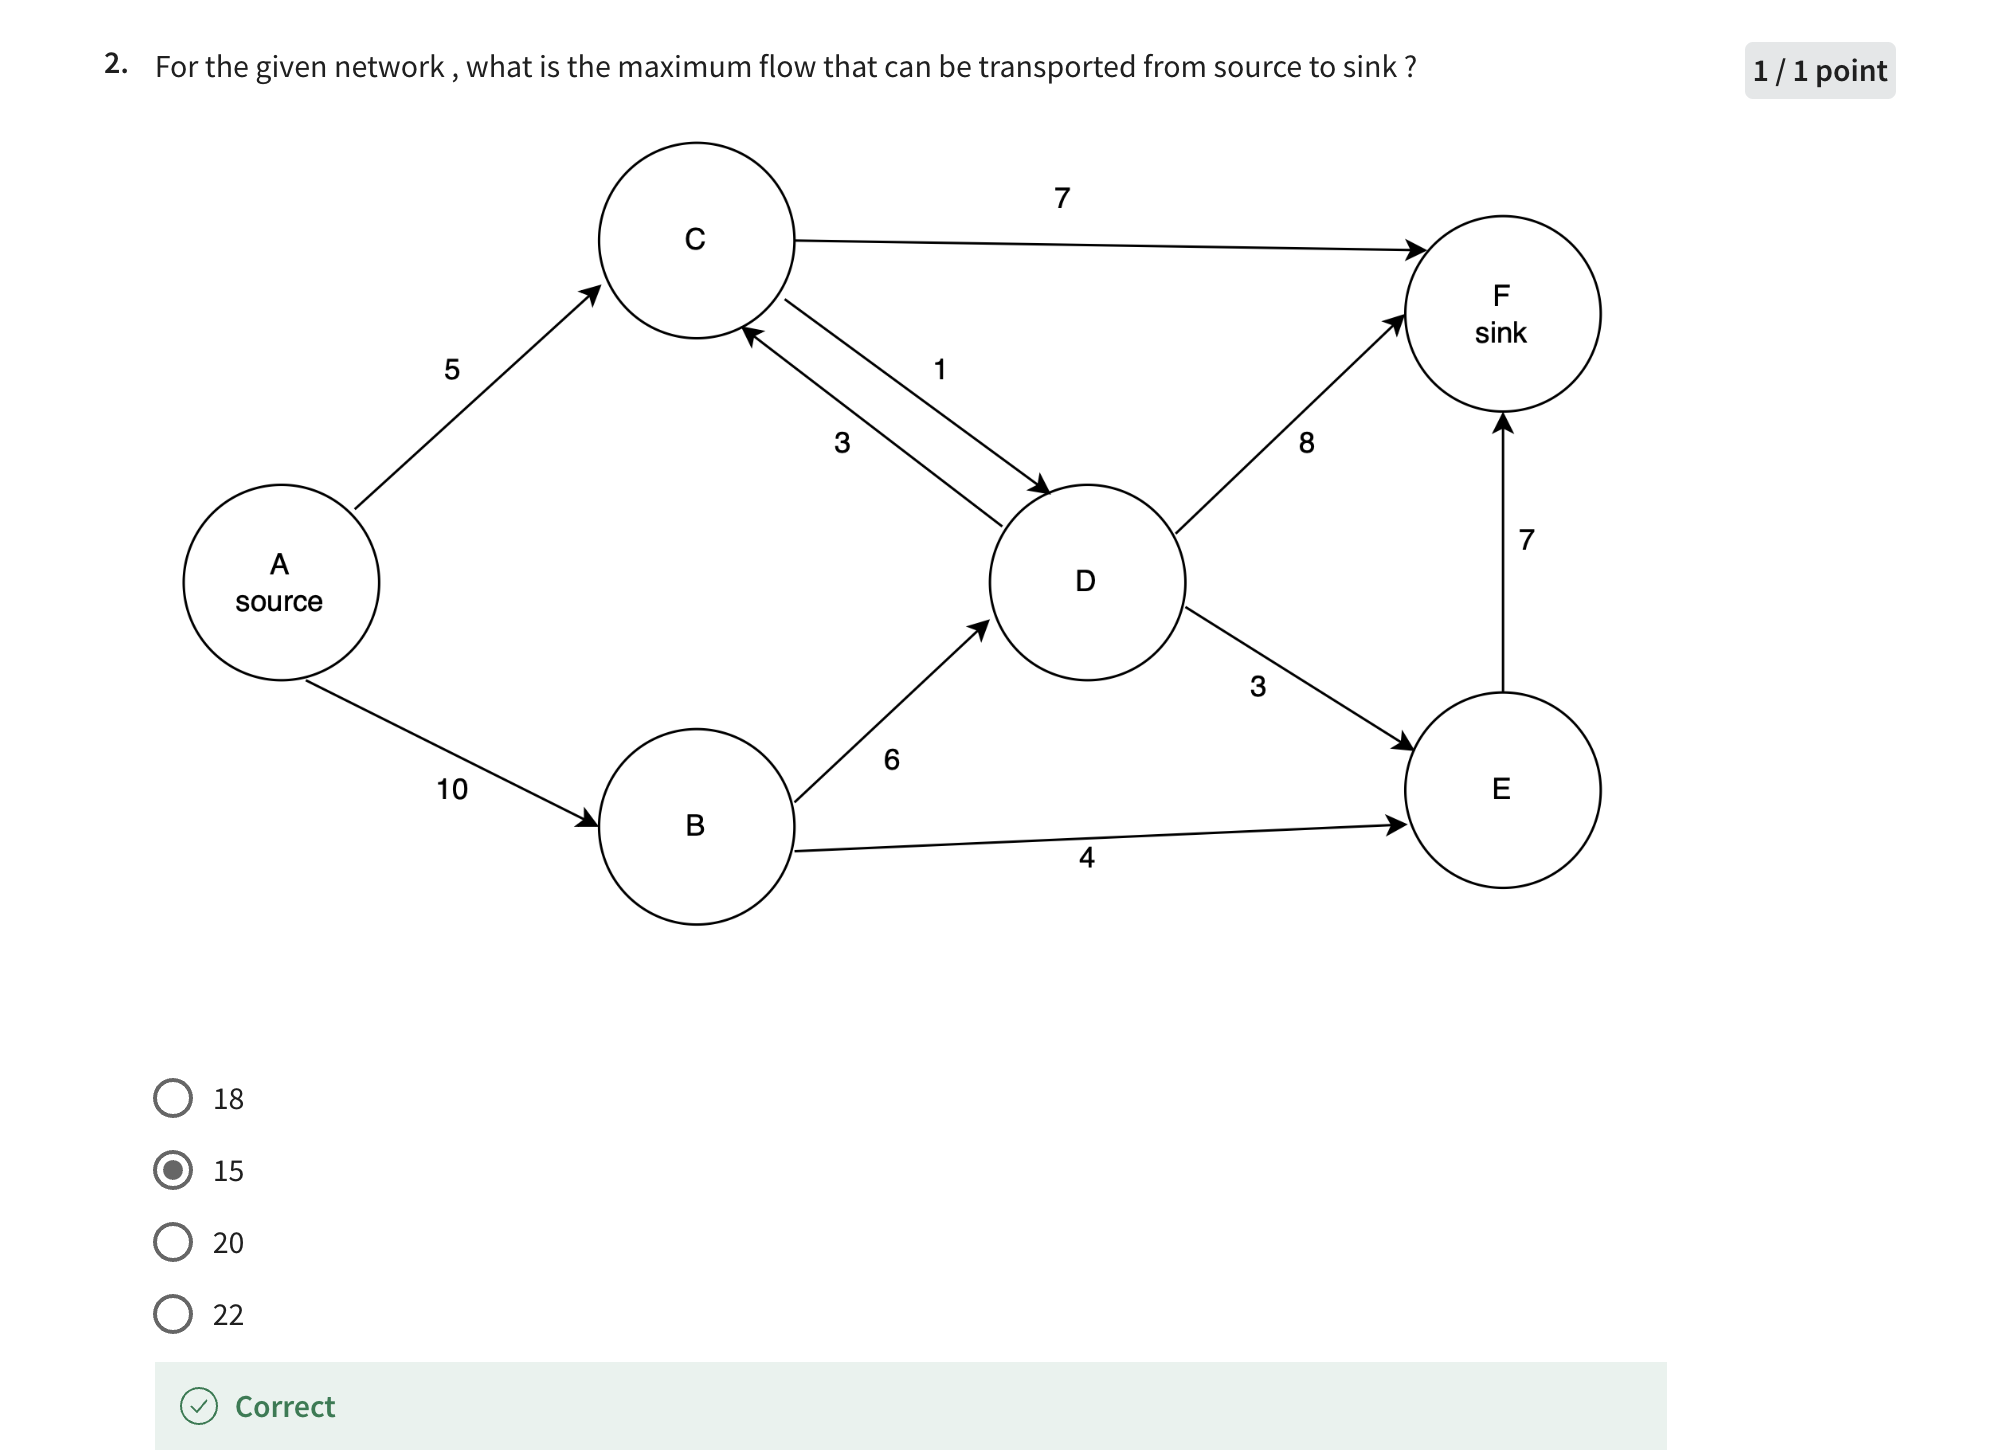 2. For the given network , what is the maximum flow that can be transported from source to sink ?
1 / 1 point
C
7
F
sink
5
1
3
8
A
source
D
7
3
10
6
B
E
4
18
15
20
22
Correct